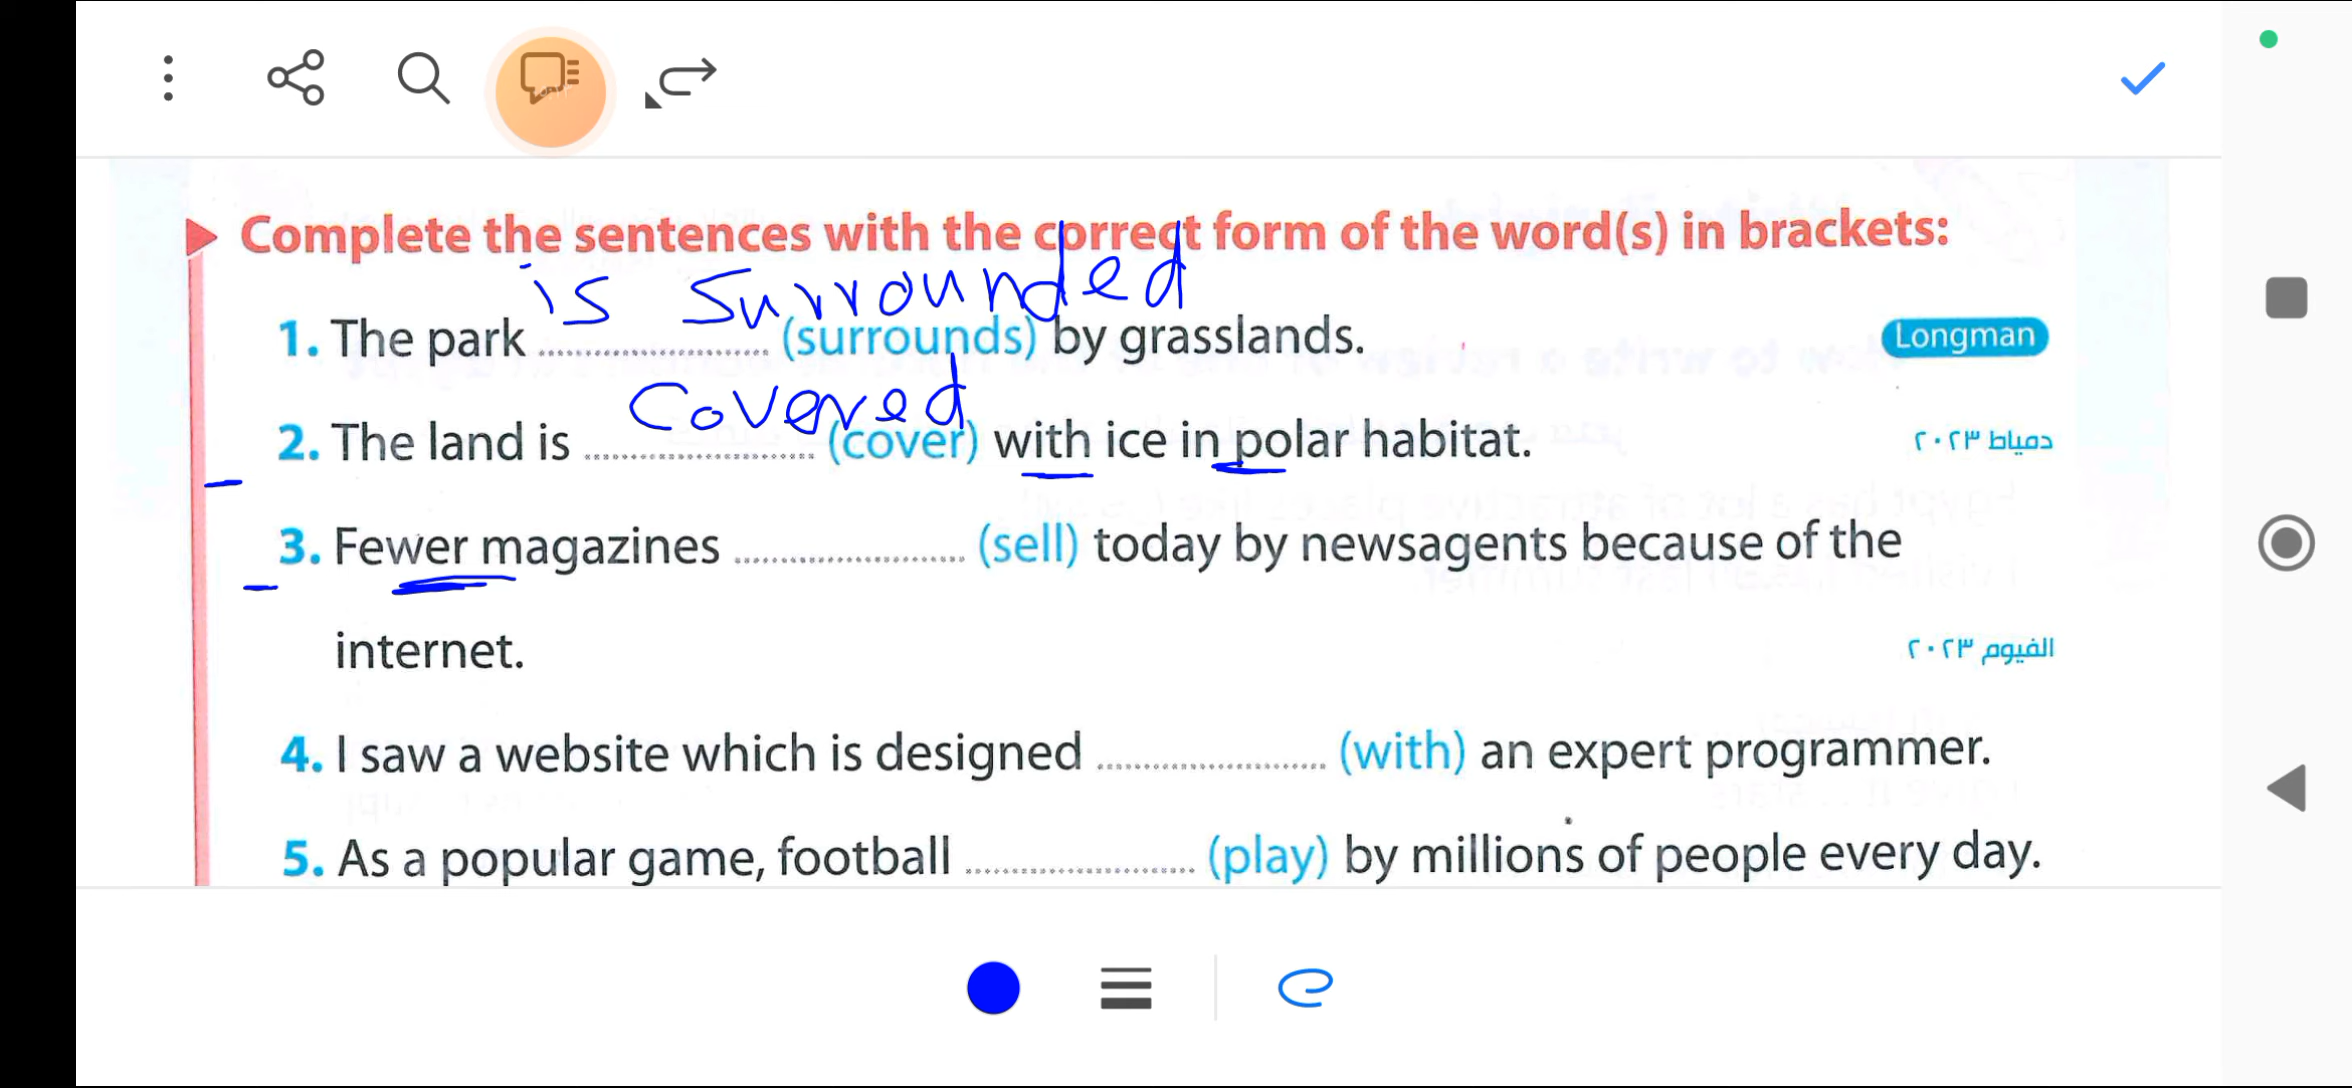 Complete the sentences with the correct form of the word(s) in brackets:
is surrounded
1. The park .................... (surrounds) by grasslands. Longman
covered
2. The land is .................... (cover) with ice in polar habitat. دمياط ٢٠٢٣
3. Fewer magazines .................... (sell) today by newsagents because of the
internet. الفيوم ٢٠٢٣
4. I saw a website which is designed .................... (with) an expert programmer.
5. As a popular game, football .................... (play) by millions of people every day.